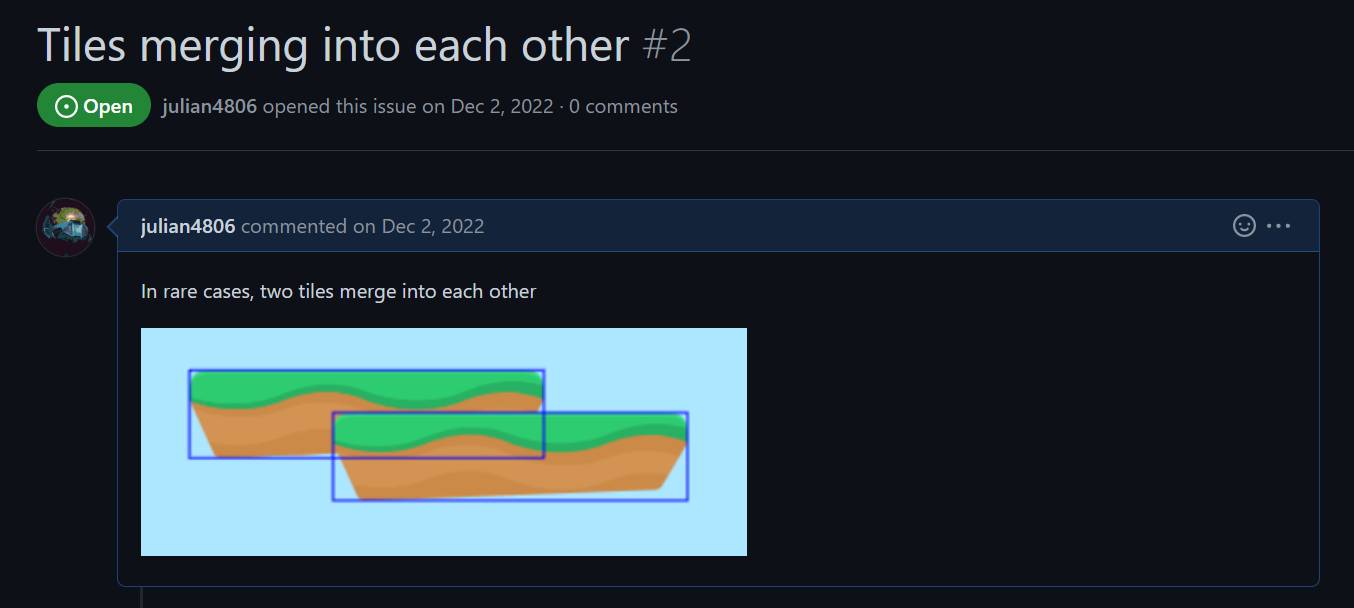 Tiles merging into each other #2
Open julian4806 opened this issue on Dec 2, 2022 · 0 comments
julian4806 commented on Dec 2, 2022
In rare cases, two tiles merge into each other